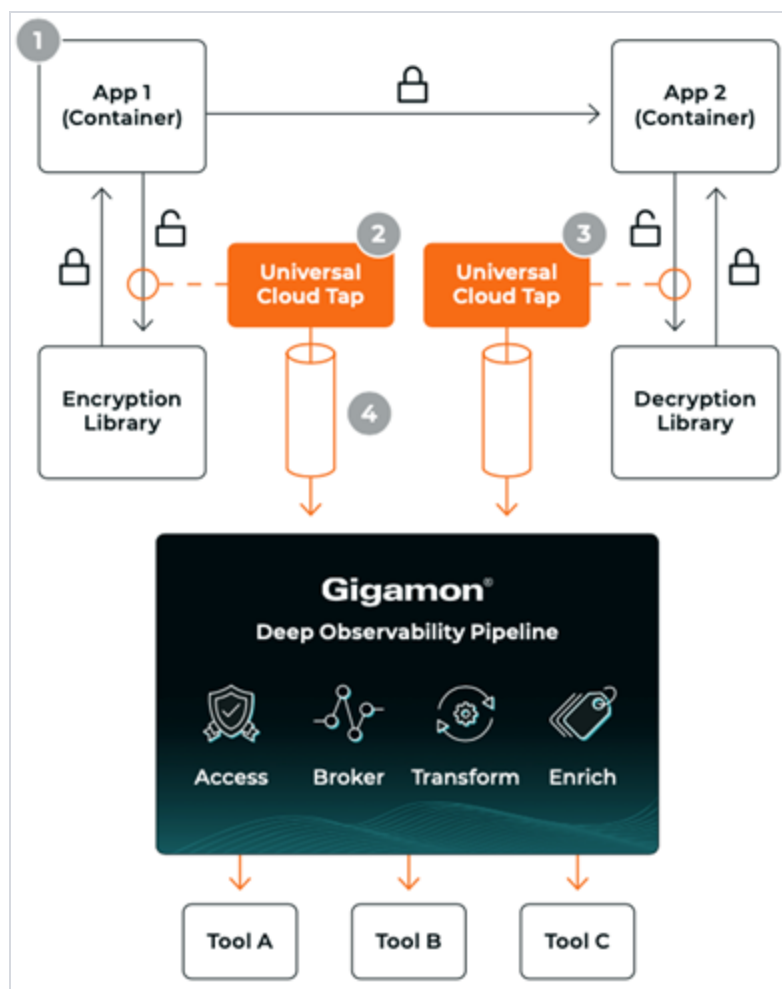 1
App 1
(Container)
App 2
(Container)
2
Universal
Cloud Tap
3
Universal
Cloud Tap
Encryption
Library
4
Decryption
Library
Gigamon®
Deep Observability Pipeline
Access
Broker
Transform
Enrich
Tool A
Tool B
Tool C